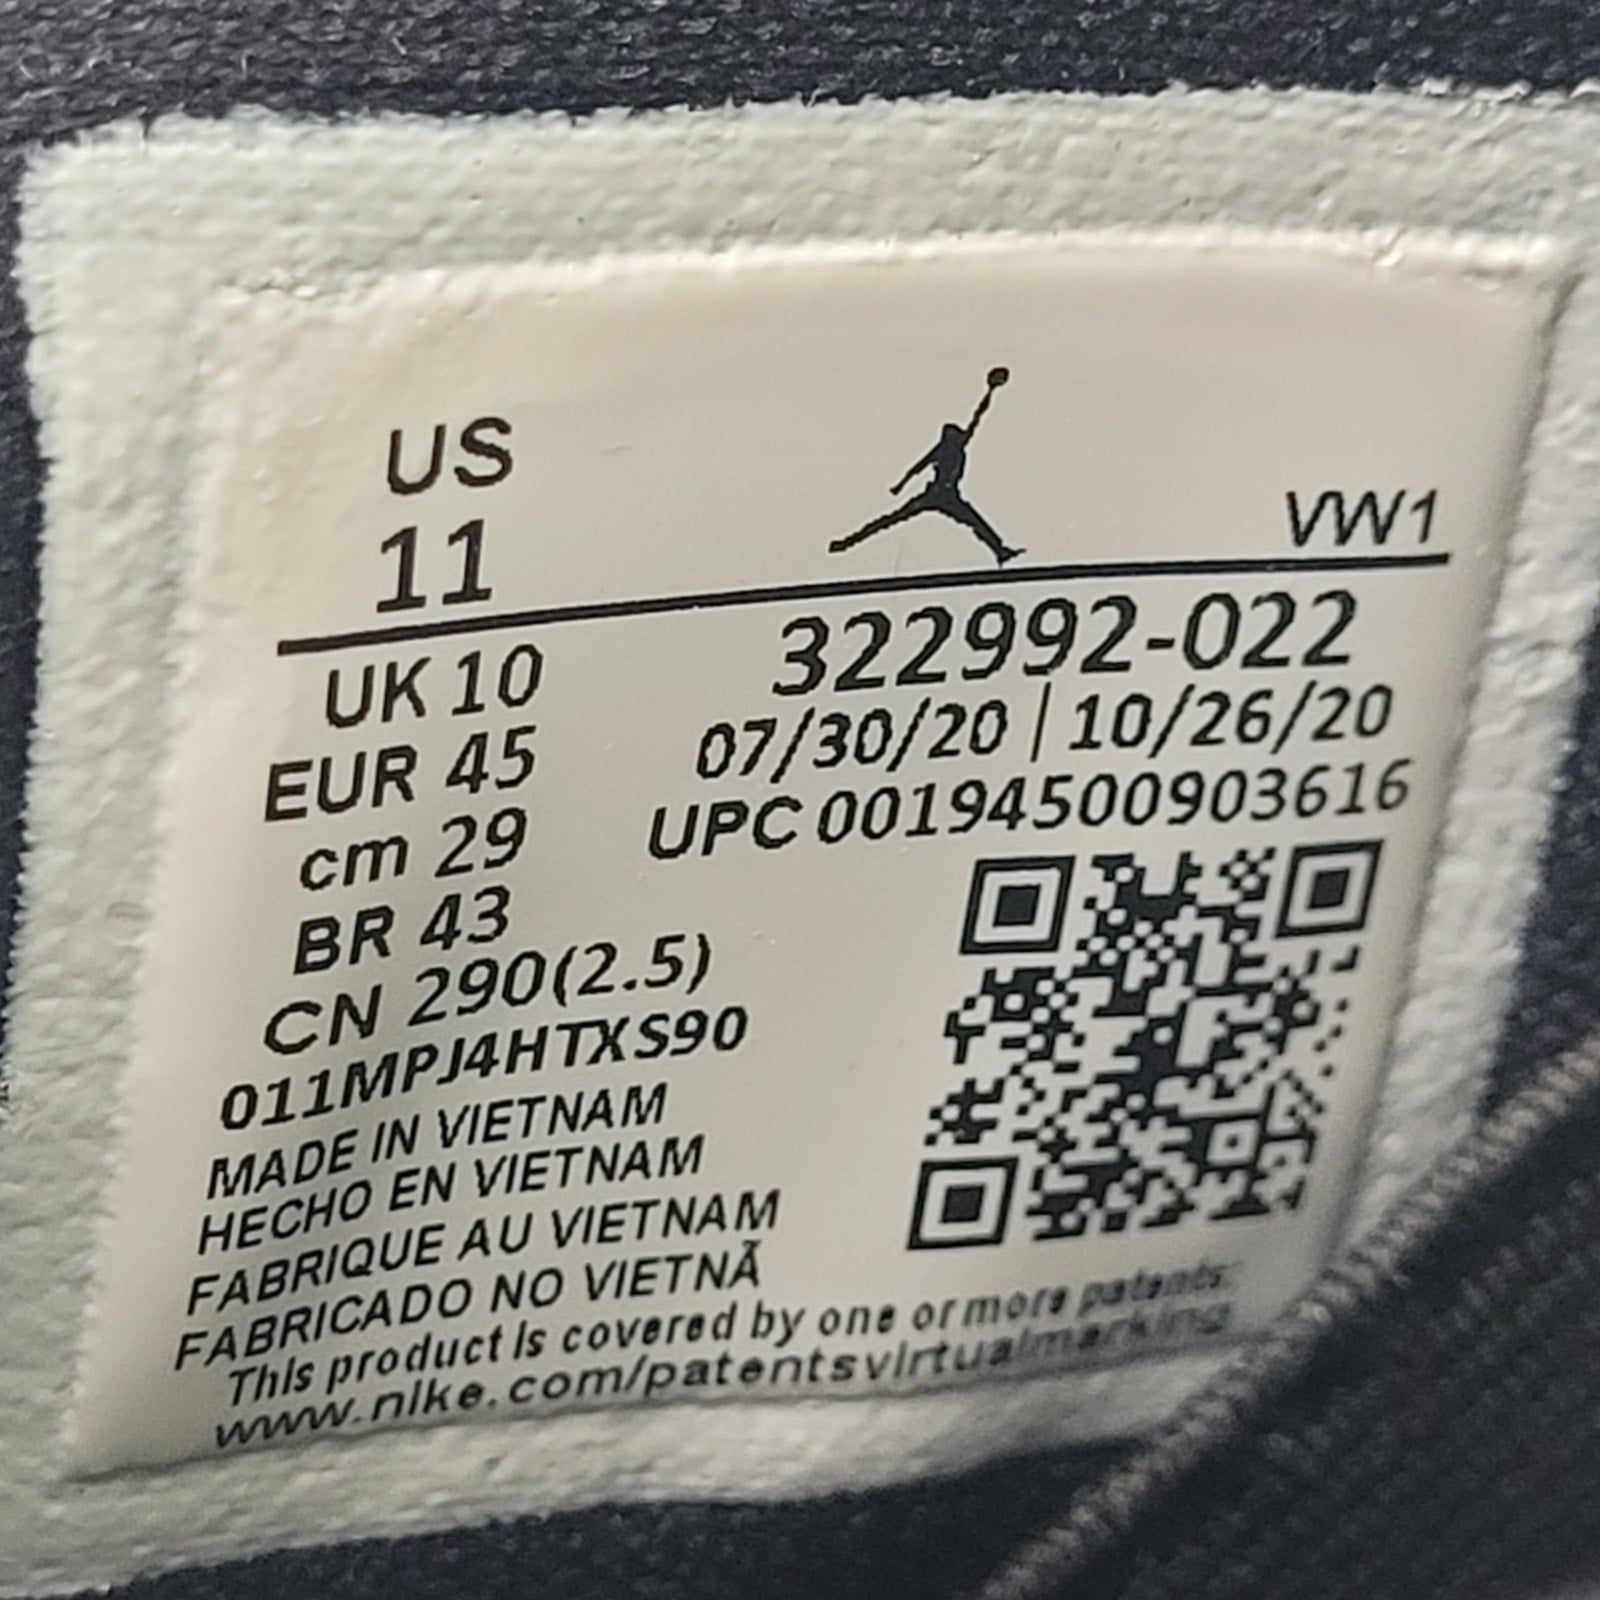 US
11
VW1
UK 10
322992-022
EUR 45
07/30/20 | 10/26/20
cm 29
UPC 00194500903616
BR 43
CN 290(2.5)
011MPJ4HTXS90
MADE IN VIETNAM
HECHO EN VIETNAM
FABRIQUE AU VIETNAM
FABRICADO NO VIETNÃ
This product is covered by one or more patents:
www.nike.com/patentsvirtualmarking